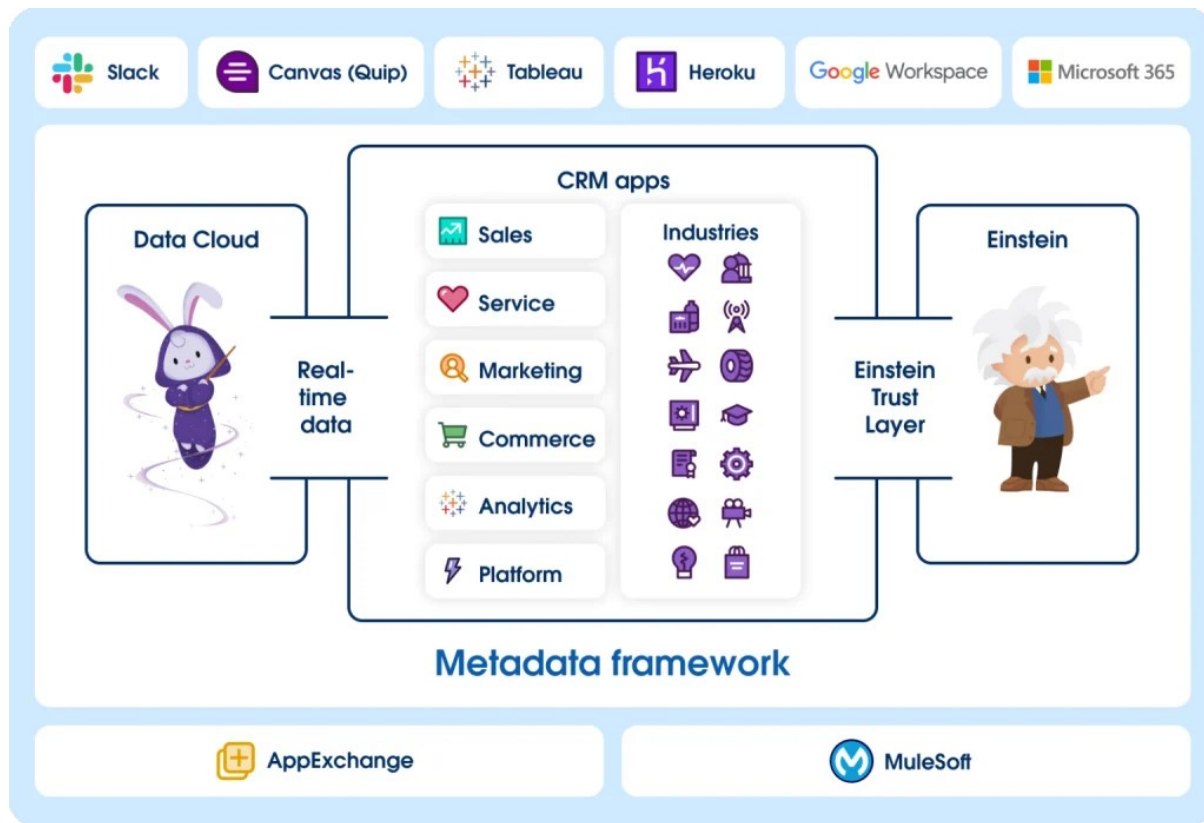 Slack
Canvas (Quip)
Tableau
Heroku
Google Workspace
Microsoft 365
CRM apps
Data Cloud
Real-
time
data
Sales
Service
Marketing
Commerce
Analytics
Platform
Industries
Einstein
Trust
Layer
Einstein
Metadata framework
AppExchange
MuleSoft